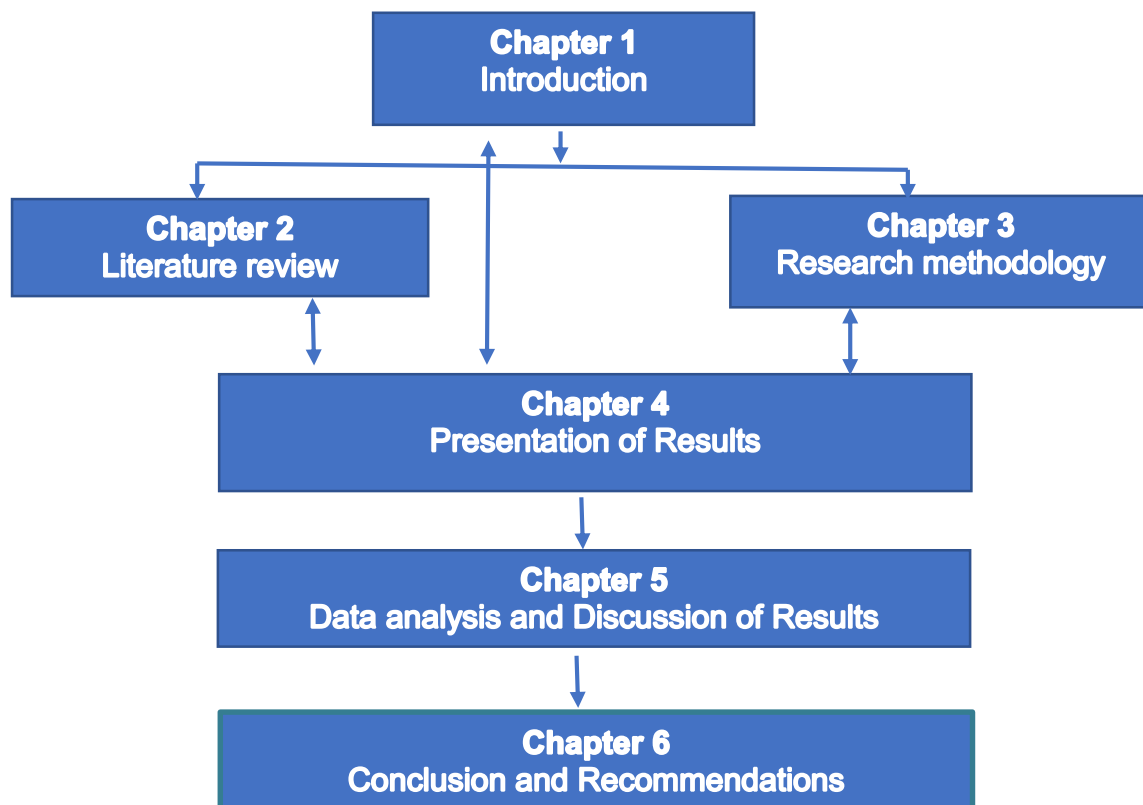 Chapter 1
Introduction
Chapter 2
Literature review
Chapter 3
Research methodology
Chapter 4
Presentation of Results
Chapter 5
Data analysis and Discussion of Results
Chapter 6
Conclusion and Recommendations